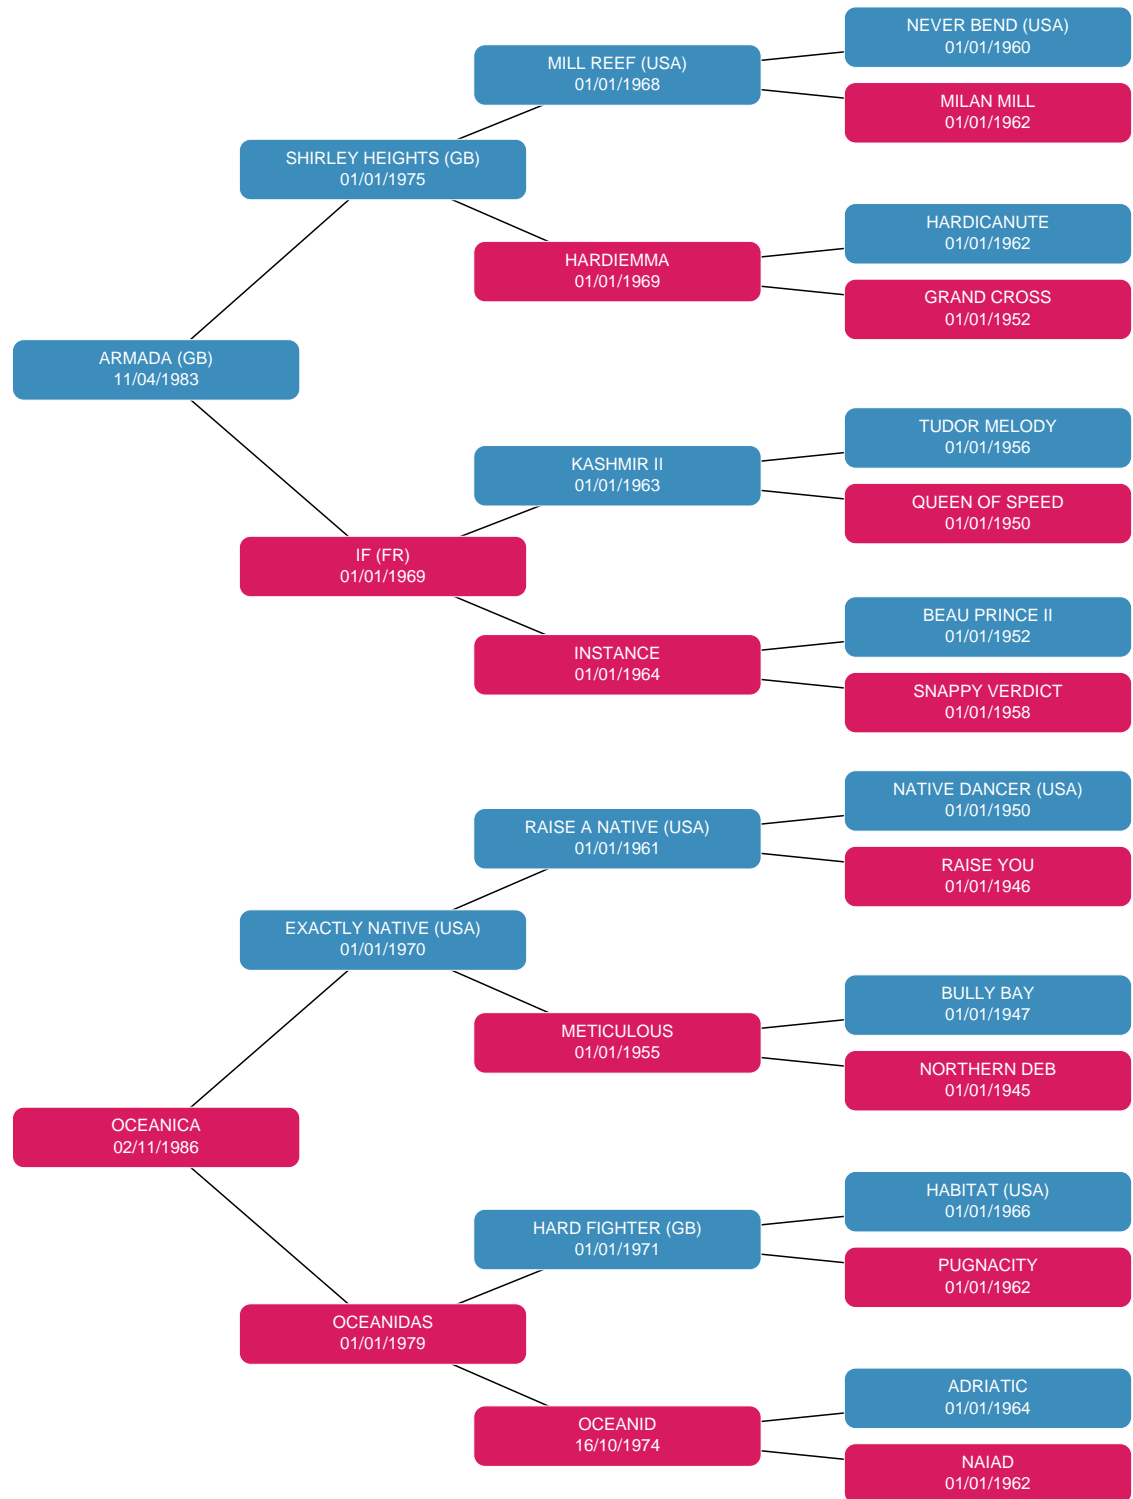 NEVER BEND (USA)
01/01/1960
MILL REEF (USA)
01/01/1968
MILAN MILL
01/01/1962
SHIRLEY HEIGHTS (GB)
01/01/1975
HARDICANUTE
01/01/1962
HARDIEMMA
01/01/1969
GRAND CROSS
01/01/1952
ARMADA (GB)
11/04/1983
TUDOR MELODY
01/01/1956
KASHMIR II
01/01/1963
QUEEN OF SPEED
01/01/1950
IF (FR)
01/01/1969
BEAU PRINCE II
01/01/1952
INSTANCE
01/01/1964
SNAPPY VERDICT
01/01/1958
NATIVE DANCER (USA)
01/01/1950
RAISE A NATIVE (USA)
01/01/1961
RAISE YOU
01/01/1946
EXACTLY NATIVE (USA)
01/01/1970
BULLY BAY
01/01/1947
METICULOUS
01/01/1955
NORTHERN DEB
01/01/1945
OCEANICA
02/11/1986
HABITAT (USA)
01/01/1966
HARD FIGHTER (GB)
01/01/1971
PUGNACITY
01/01/1962
OCEANIDAS
01/01/1979
ADRIATIC
01/01/1964
OCEANID
16/10/1974
NAIAD
01/01/1962